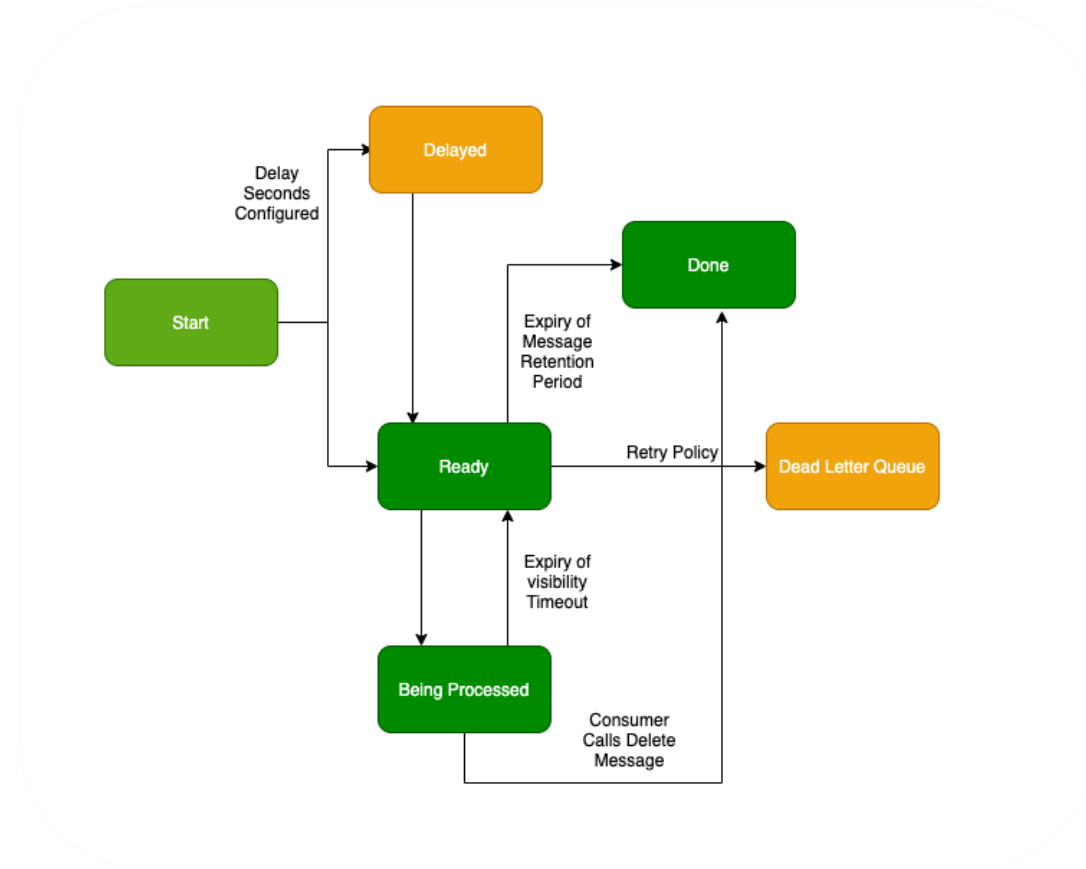 Delayed
Delay
Seconds
Configured
Done
Start
Expiry of
Message
Retention
Period
Ready
Retry Policy
Dead Letter Queue
Expiry of
visibility
Timeout
Being Processed
Consumer
Calls Delete
Message